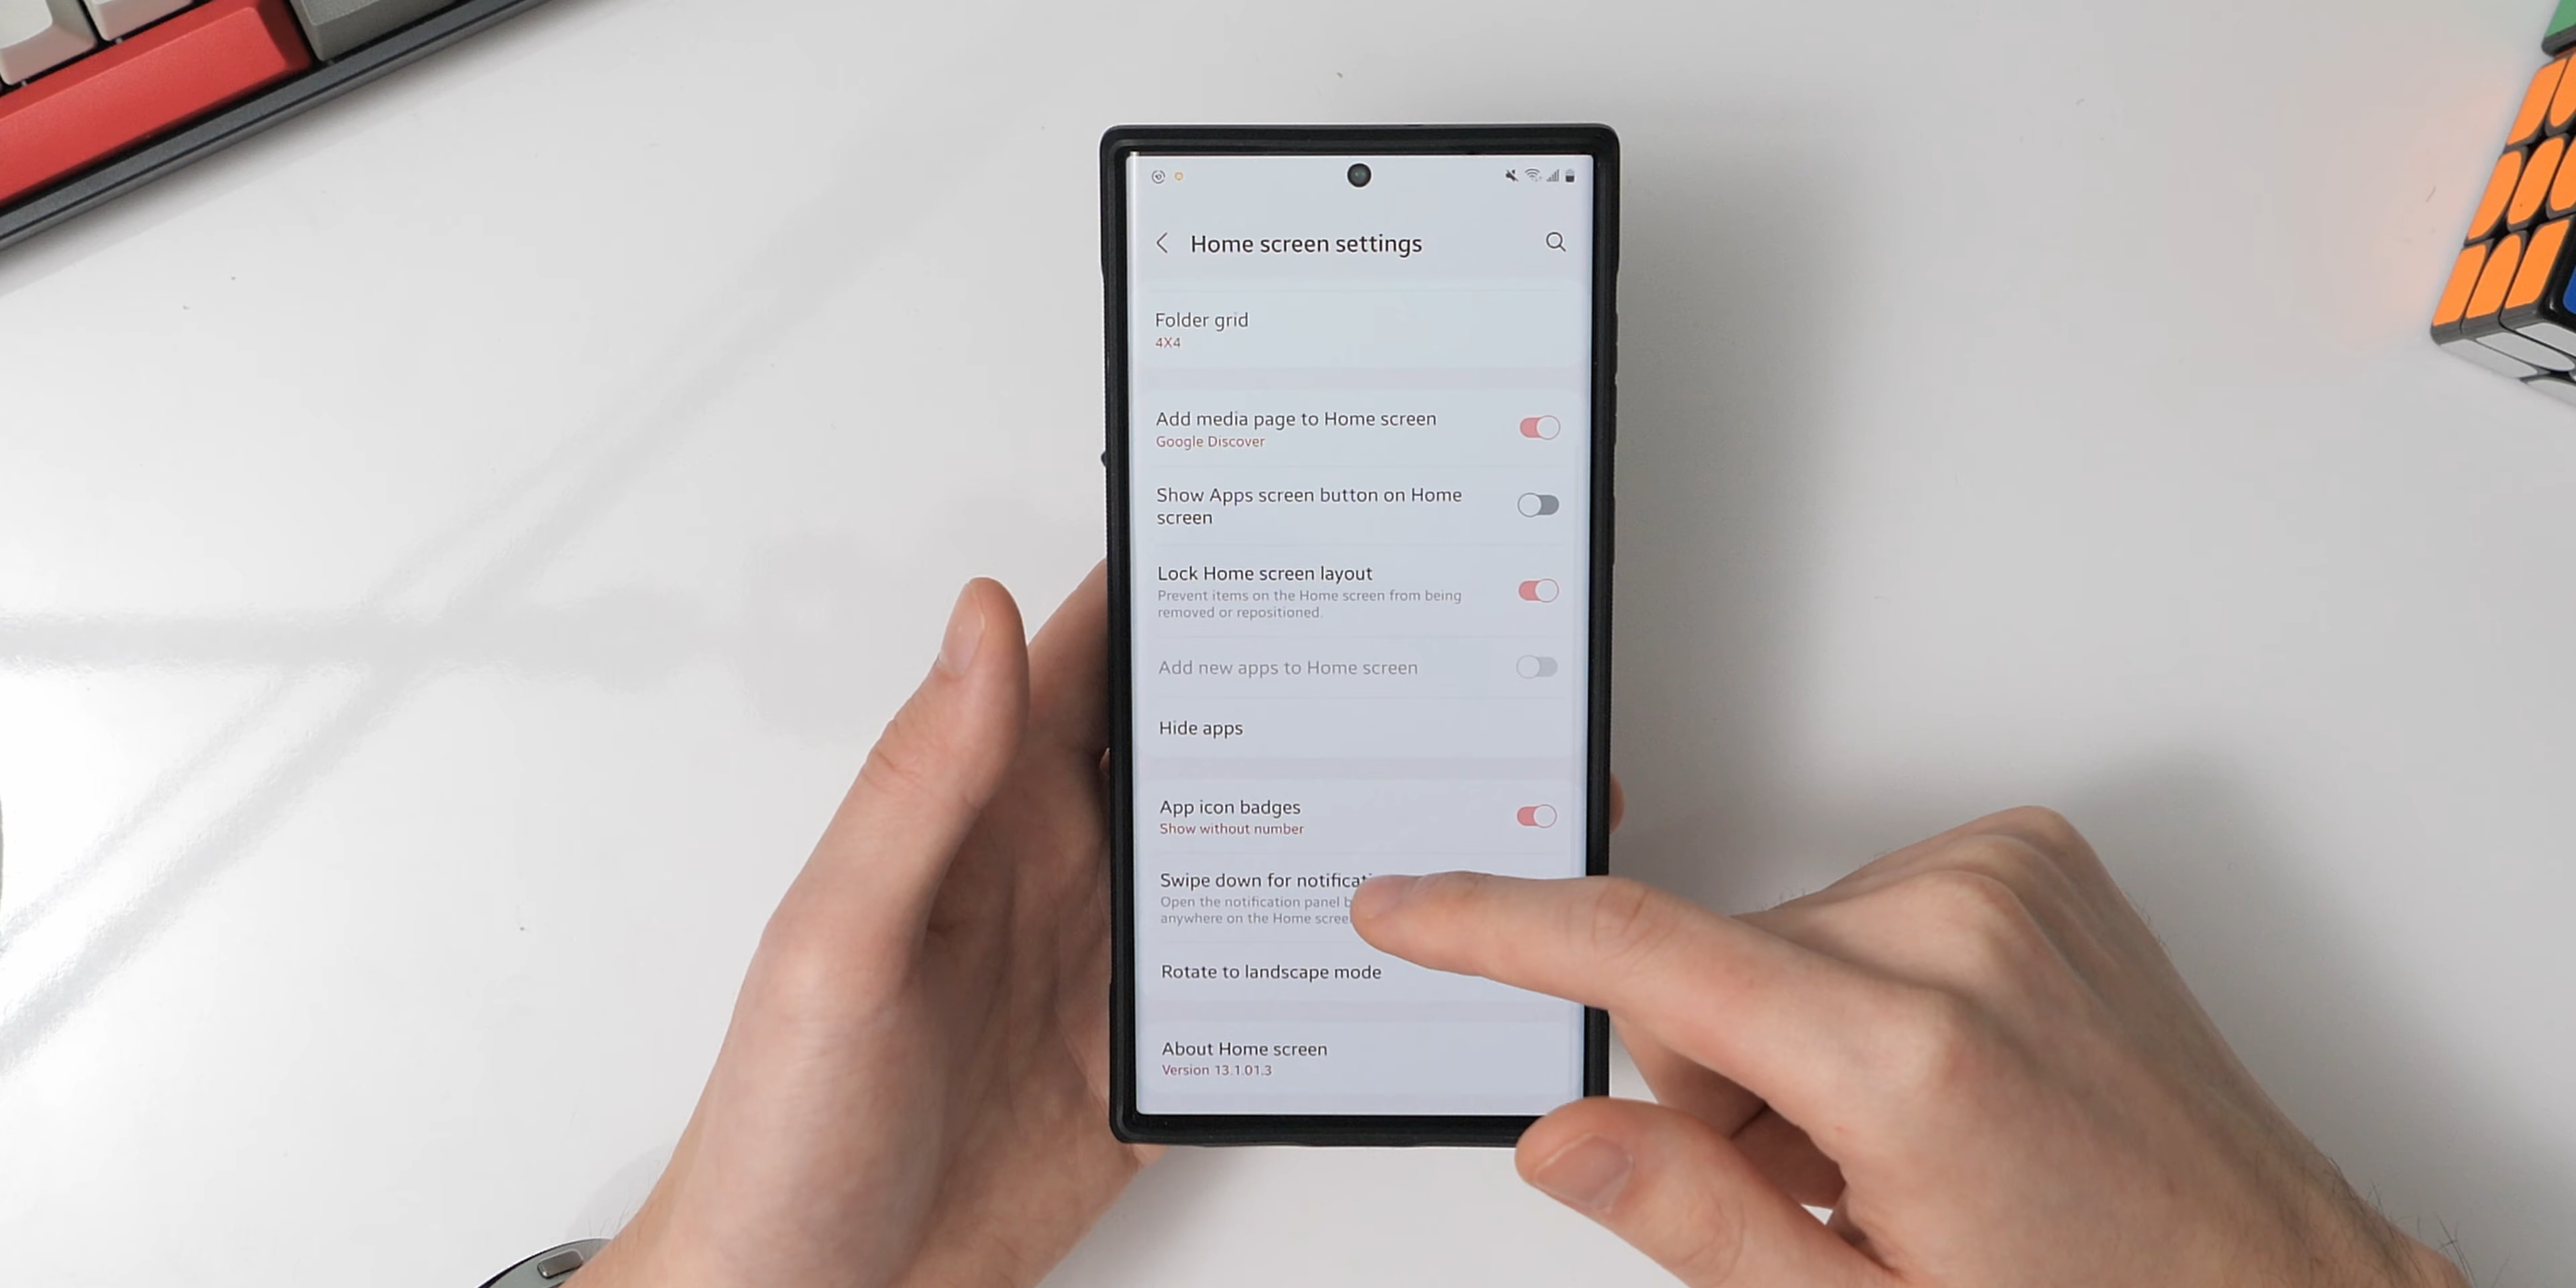 Home screen settings
Folder grid
4X4
Add media page to Home screen
Google Discover
Show Apps screen button on Home
screen
Lock Home screen layout
Prevent items on the Home screen from being
removed or repositioned.
Add new apps to Home screen
Hide apps
App icon badges
Show without number
Swipe down for
Open the notification panel
anywhere on the Home
Rotate to landscape mode
About Home screen
Version 13.1.01.3